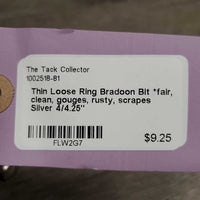 The Tack Collector
1002518-81
Thin Loose Ring Bradoon Bit *fair,
clean, gouges, rusty, scrapes
Silver 4/4.25"
$9.25
FLW2G7